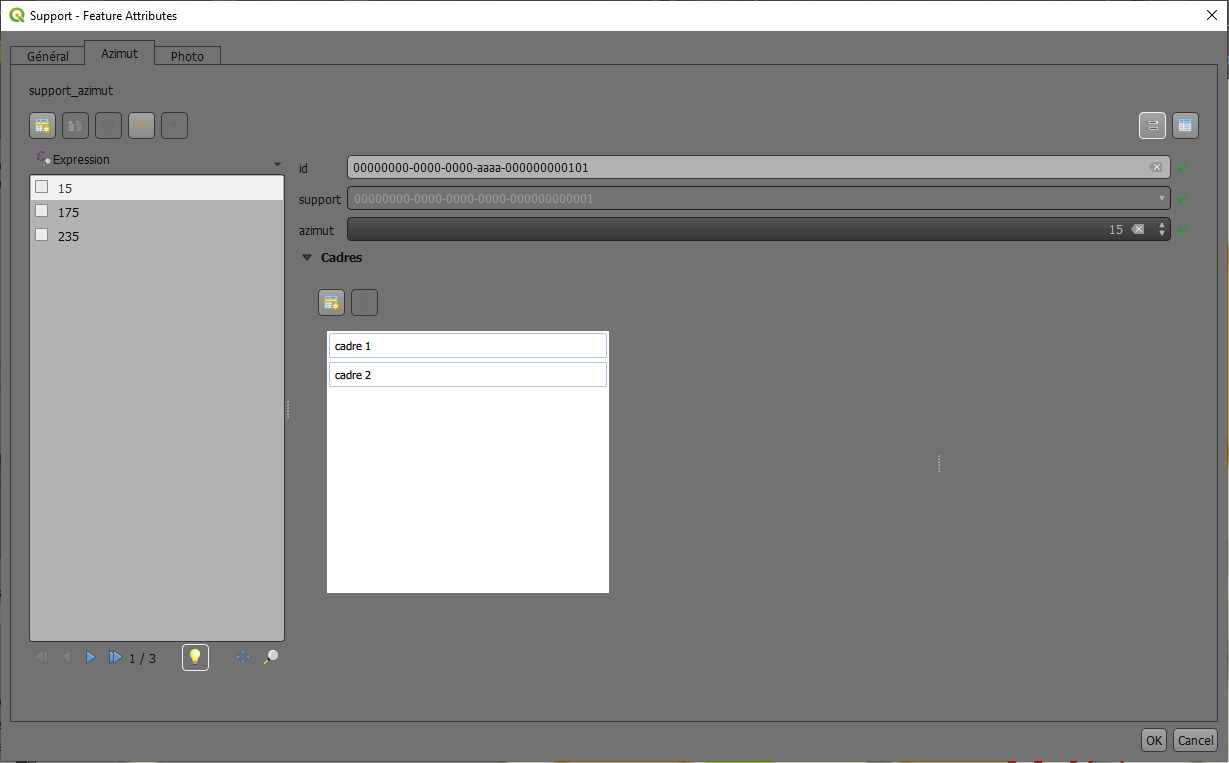 Support - Feature Attributes
Général
Azimut
Photo
support_azimut
Expression
15
175
235
1 / 3
id
00000000-0000-0000-aaaa-000000000101
support
00000000-0000-0000-0000-000000000001
azimut
15
Cadres
cadre 1
cadre 2
OK
Cancel